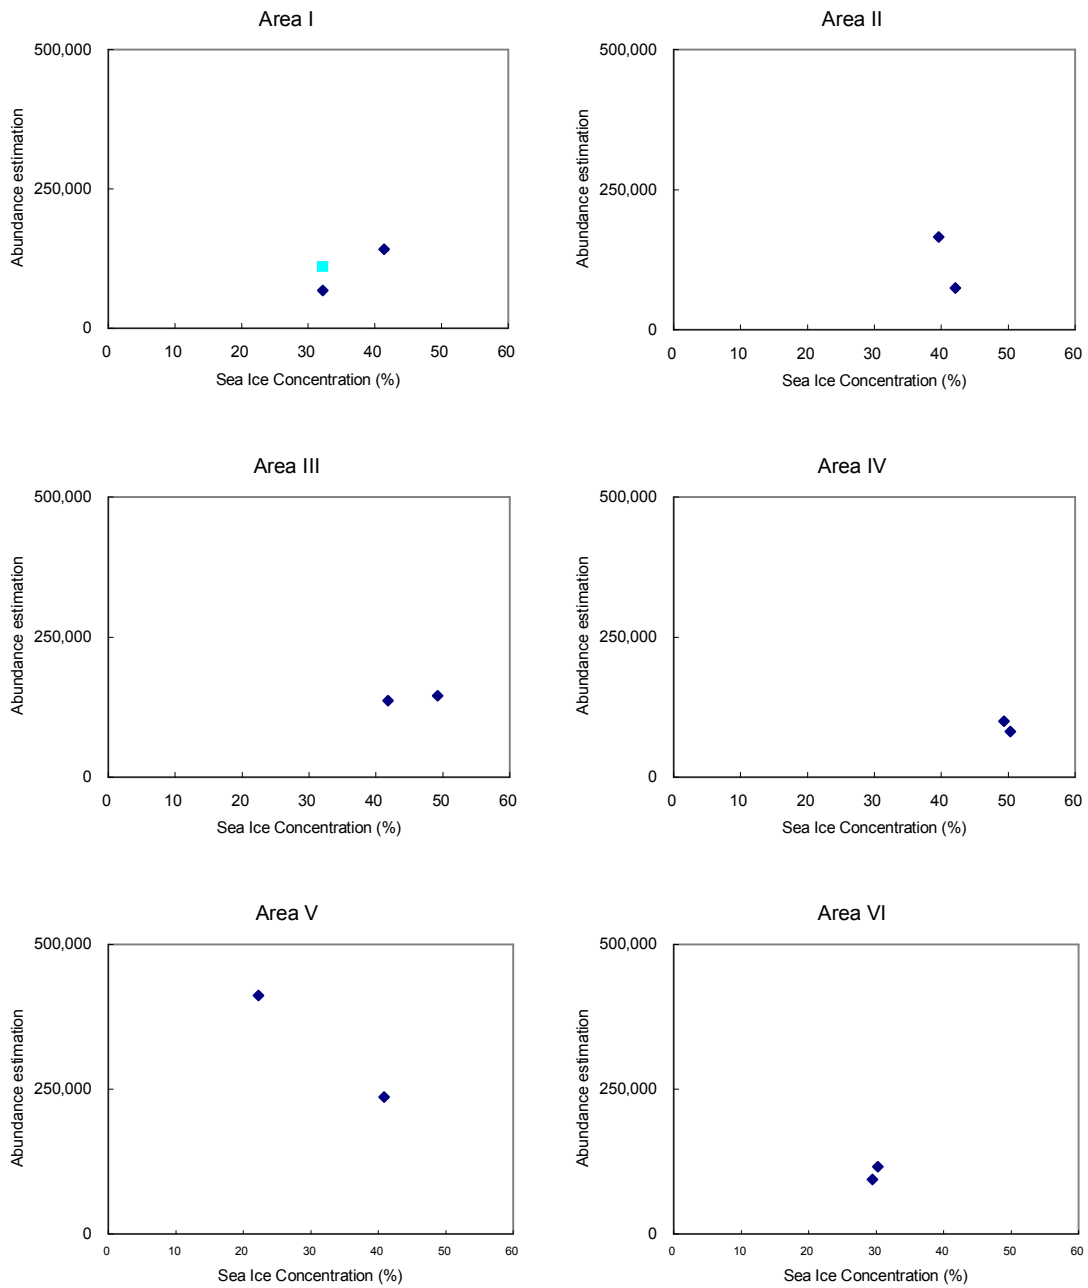 Area I
500,000
250,000
0
Abundance estimation
0 10 20 30 40 50 60
Sea Ice Concentration (%)
Area II
500,000
250,000
0
Abundance estimation
0 10 20 30 40 50 60
Sea Ice Concentration (%)
Area III
500,000
250,000
0
Abundance estimation
0 10 20 30 40 50 60
Sea Ice Concentration (%)
Area IV
500,000
250,000
0
Abundance estimation
0 10 20 30 40 50 60
Sea Ice Concentration (%)
Area V
500,000
250,000
0
Abundance estimation
0 10 20 30 40 50 60
Sea Ice Concentration (%)
Area VI
500,000
250,000
0
Abundance estimation
0 10 20 30 40 50 60
Sea Ice Concentration (%)